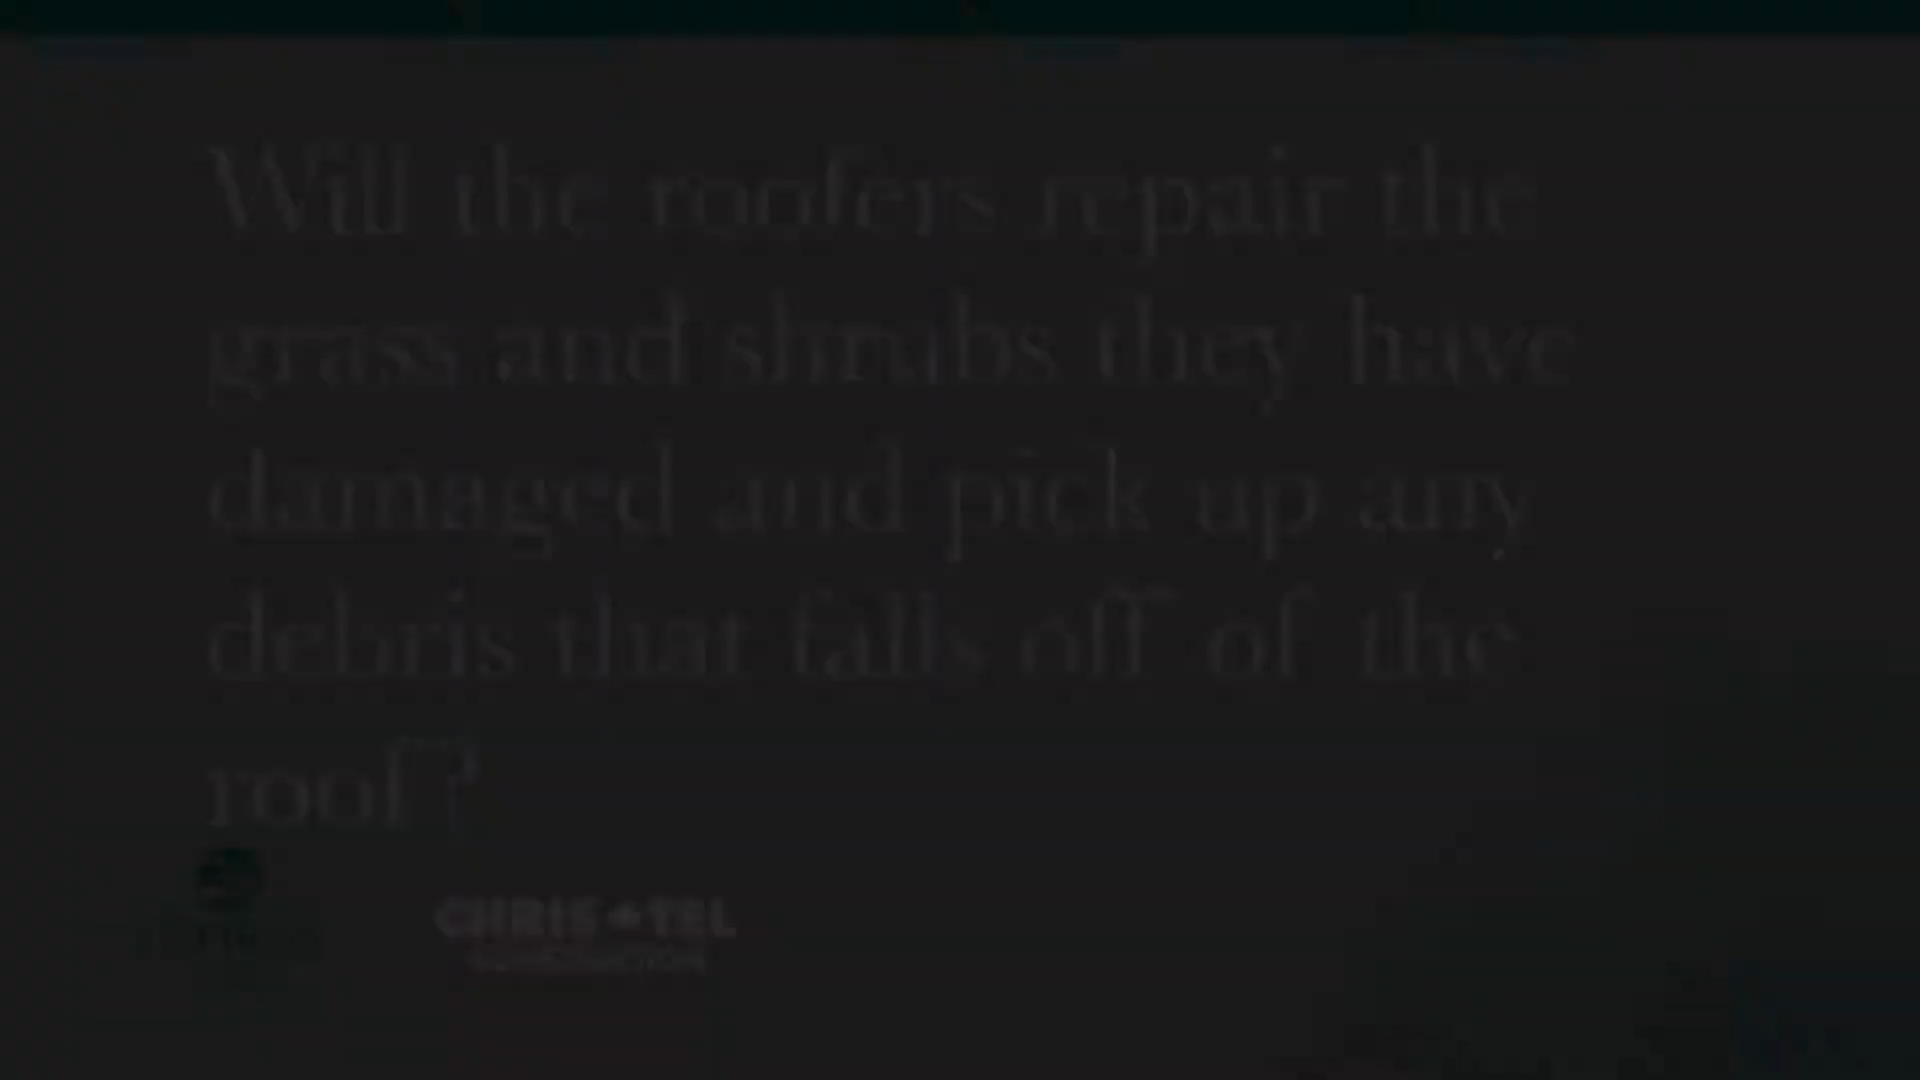 Will the roofers repair the
grass and shrubs they have
damaged and pick up any
debris that falls off of the
roof?
CHRIS TEL
CONSTRUCTION